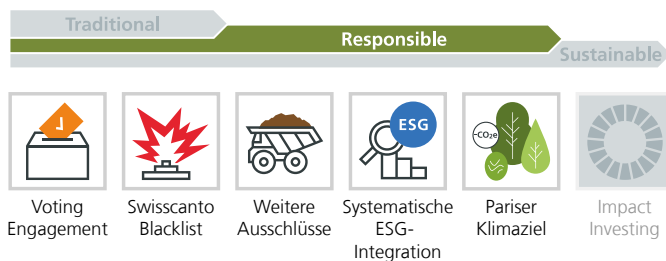 Traditional
Responsible
Sustainable
ESG
-CO₂e
Voting
Engagement
Swisscanto
Blacklist
Weitere
Ausschlüsse
Systematische
ESG-
Integration
Pariser
Klimaziel
Impact
Investing